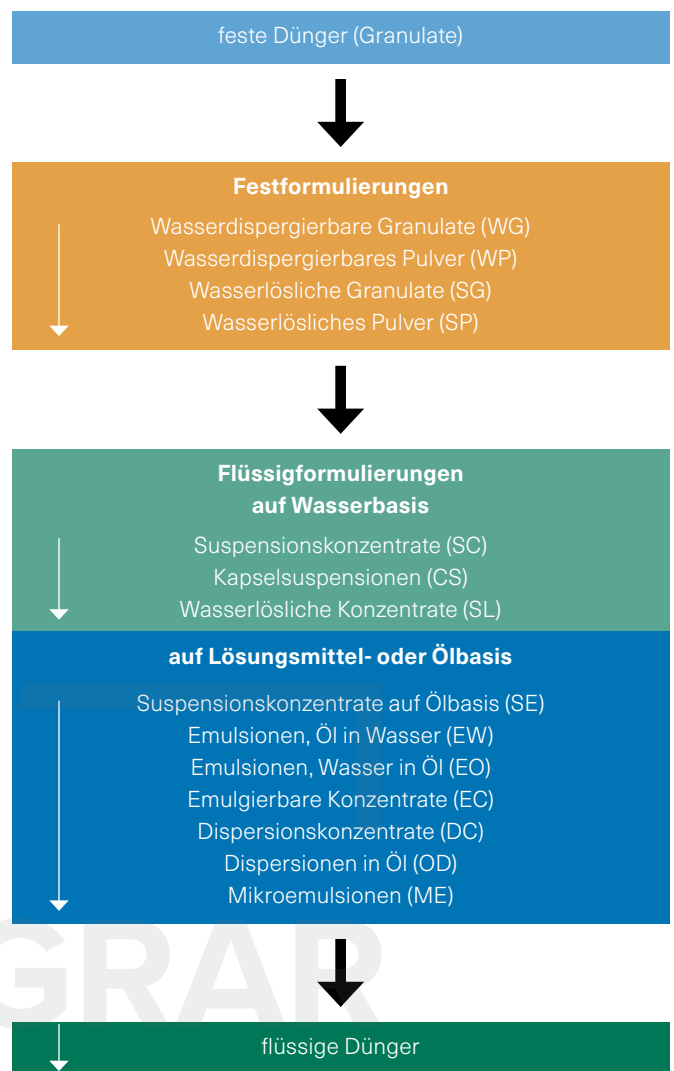 feste Dünger (Granulate)
Festformulierungen
Wasserdispergierbare Granulate (WG)
Wasserdispergierbares Pulver (WP)
Wasserlösliche Granulate (SG)
Wasserlösliches Pulver (SP)
Flüssigformulierungen
auf Wasserbasis
Suspensionskonzentrate (SC)
Kapselsuspensionen (CS)
Wasserlösliche Konzentrate (SL)
auf Lösungsmittel- oder Ölbasis
Suspensionskonzentrate auf Ölbasis (SE)
Emulsionen, Öl in Wasser (EW)
Emulsionen, Wasser in Öl (EO)
Emulgierbare Konzentrate (EC)
Dispersionskonzentrate (DC)
Dispersionen in Öl (OD)
Mikroemulsionen (ME)
GRAR
flüssige Dünger